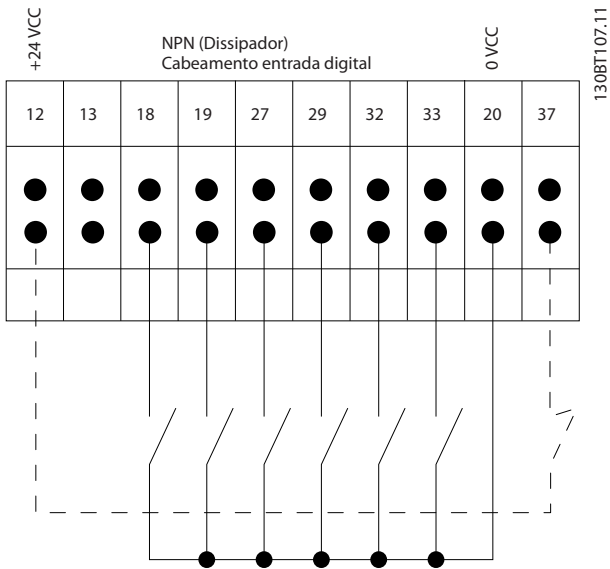 +24 VCC
NPN (Dissipador)
Cabeamento entrada digital
0 VCC
130BT107.11
12 13 18 19 27 29 32 33 20 37